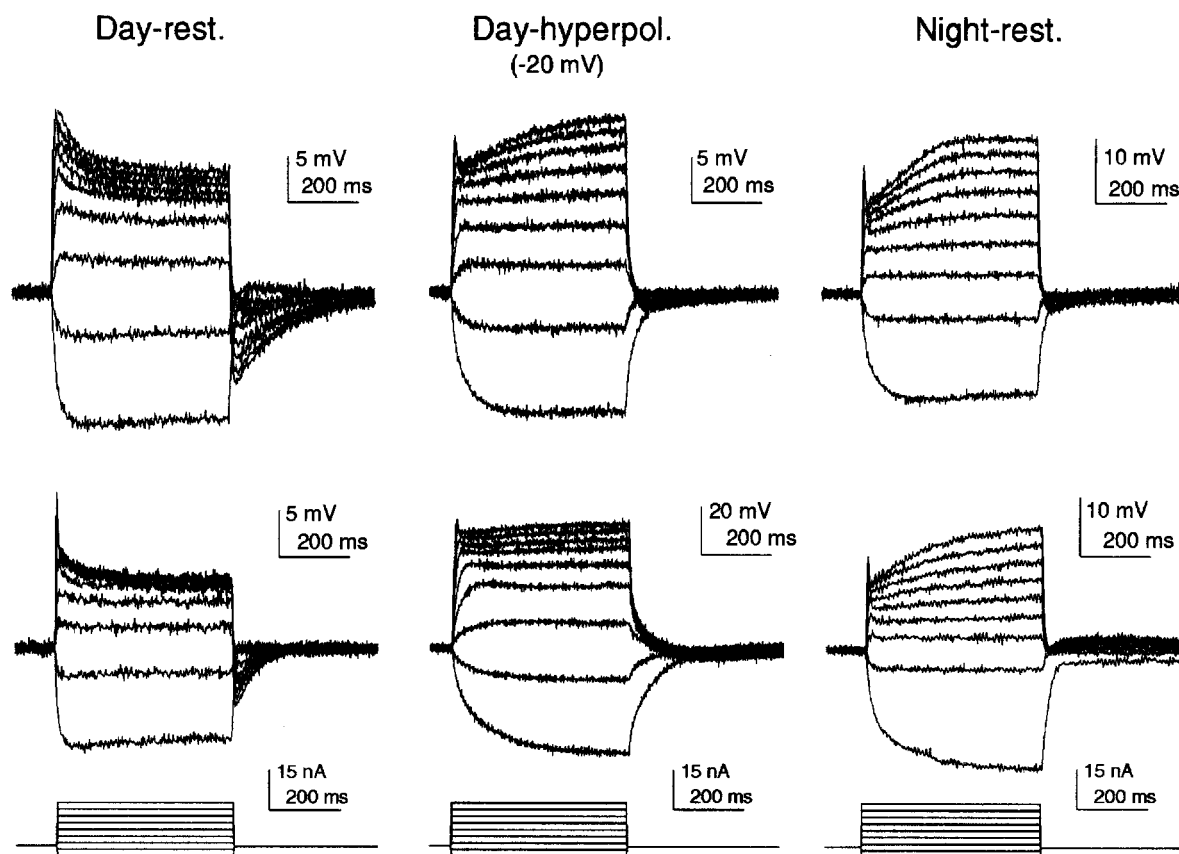 Day-rest.
Day-hyperpol.
(-20 mV)
Night-rest.
5 mV
200 ms
5 mV
200 ms
10 mV
200 ms
5 mV
200 ms
20 mV
200 ms
10 mV
200 ms
15 nA
200 ms
15 nA
200 ms
15 nA
200 ms